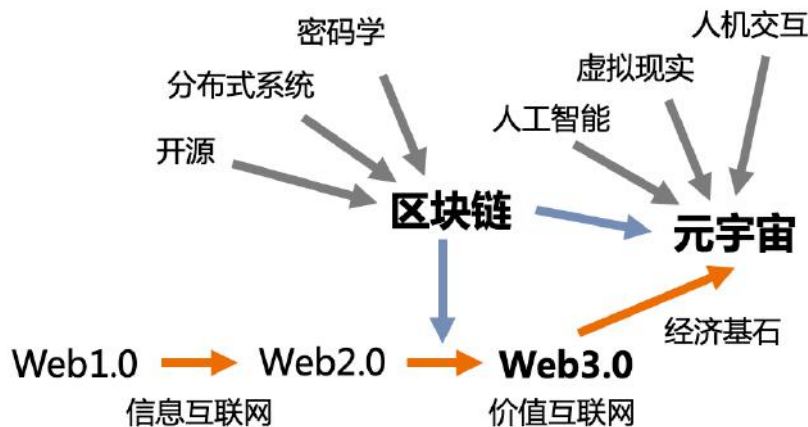 人机交互
密码学
虚拟现实
分布式系统
人工智能
开源
区块链
元宇宙
经济基石
Web1.0
Web2.0
Web3.0
信息互联网
价值互联网